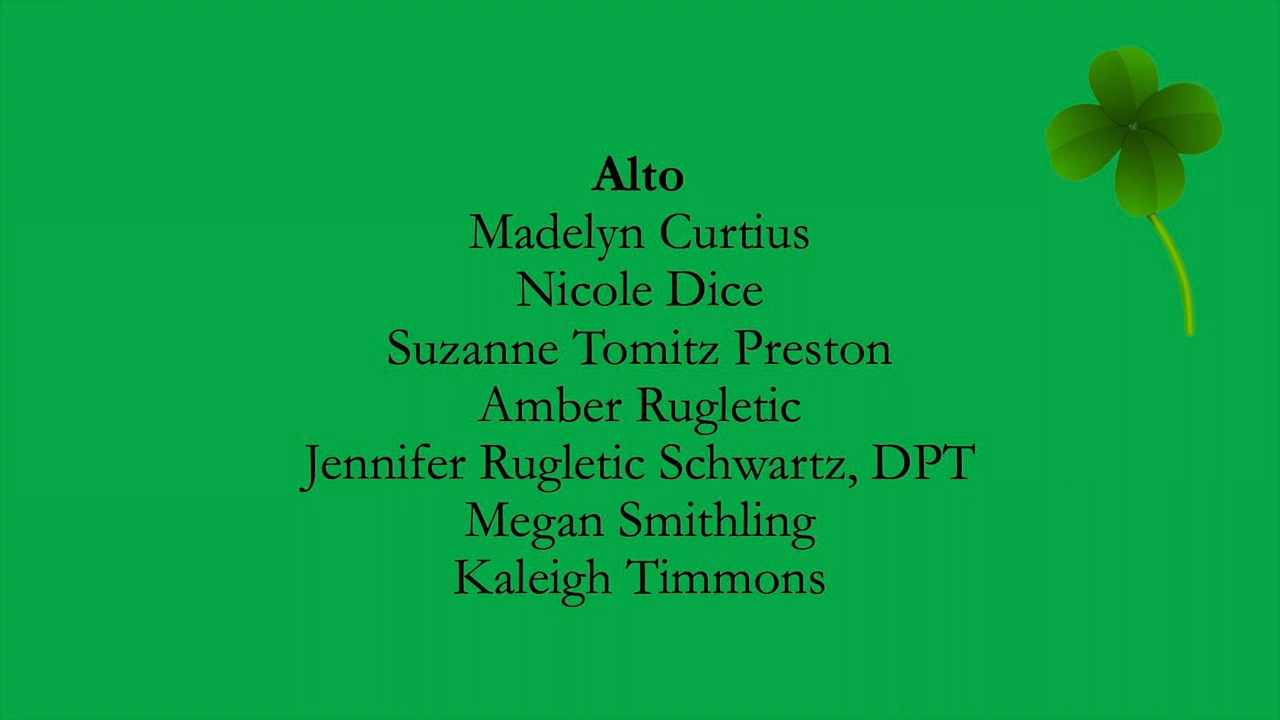 Alto
Madelyn Curtius
Nicole Dice
Suzanne Tomitz Preston
Amber Rugletic
Jennifer Rugletic Schwartz, DPT
Megan Smithling
Kaleigh Timmons